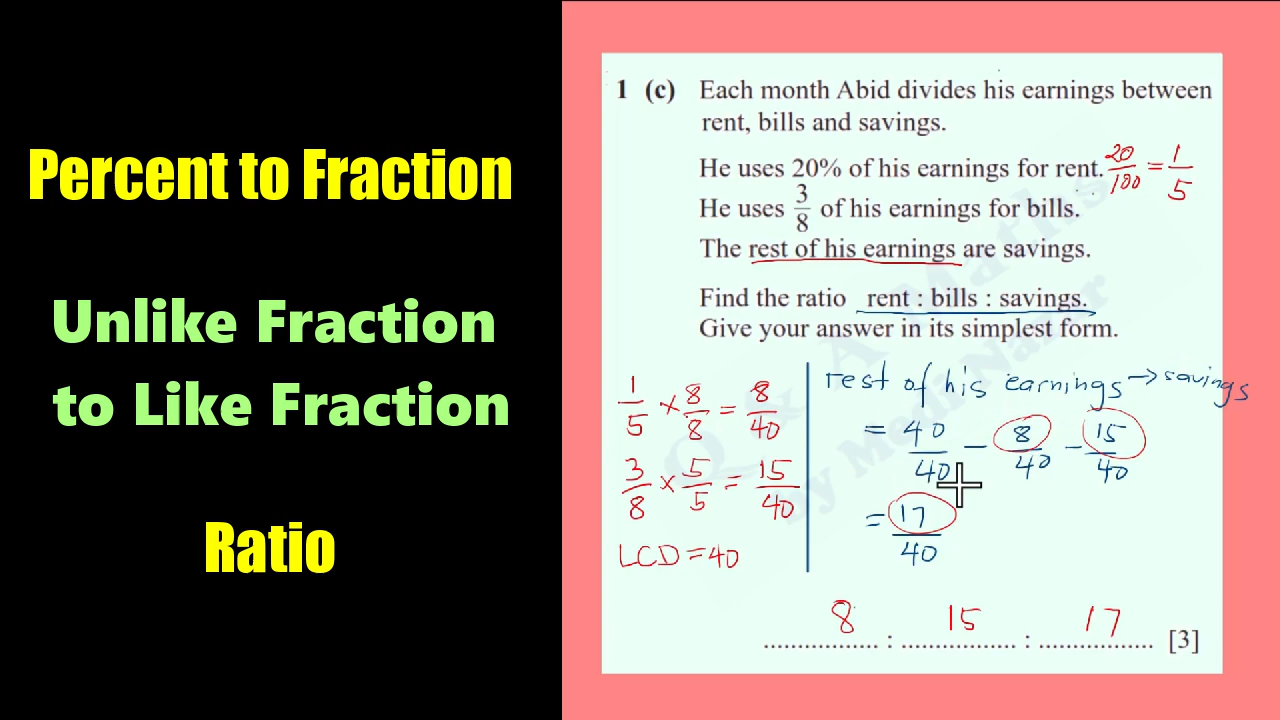 Percent to Fraction
Unlike Fraction
to Like Fraction
Ratio
1 (c) Each month Abid divides his earnings between
rent, bills and savings.
He uses 20% of his earnings for rent. 20/100 = 1/5
He uses 3/8 of his earnings for bills.
The rest of his earnings are savings.
Find the ratio rent : bills : savings.
Give your answer in its simplest form.
1/5 × 8/8 = 8/40
3/8 × 5/5 = 15/40
LCD = 40
rest of his earnings → savings
= 40/40 − 8/40 − 15/40
= 17/40
8 : 15 : 17 [3]
Q & A Maths
by Medi Nazar